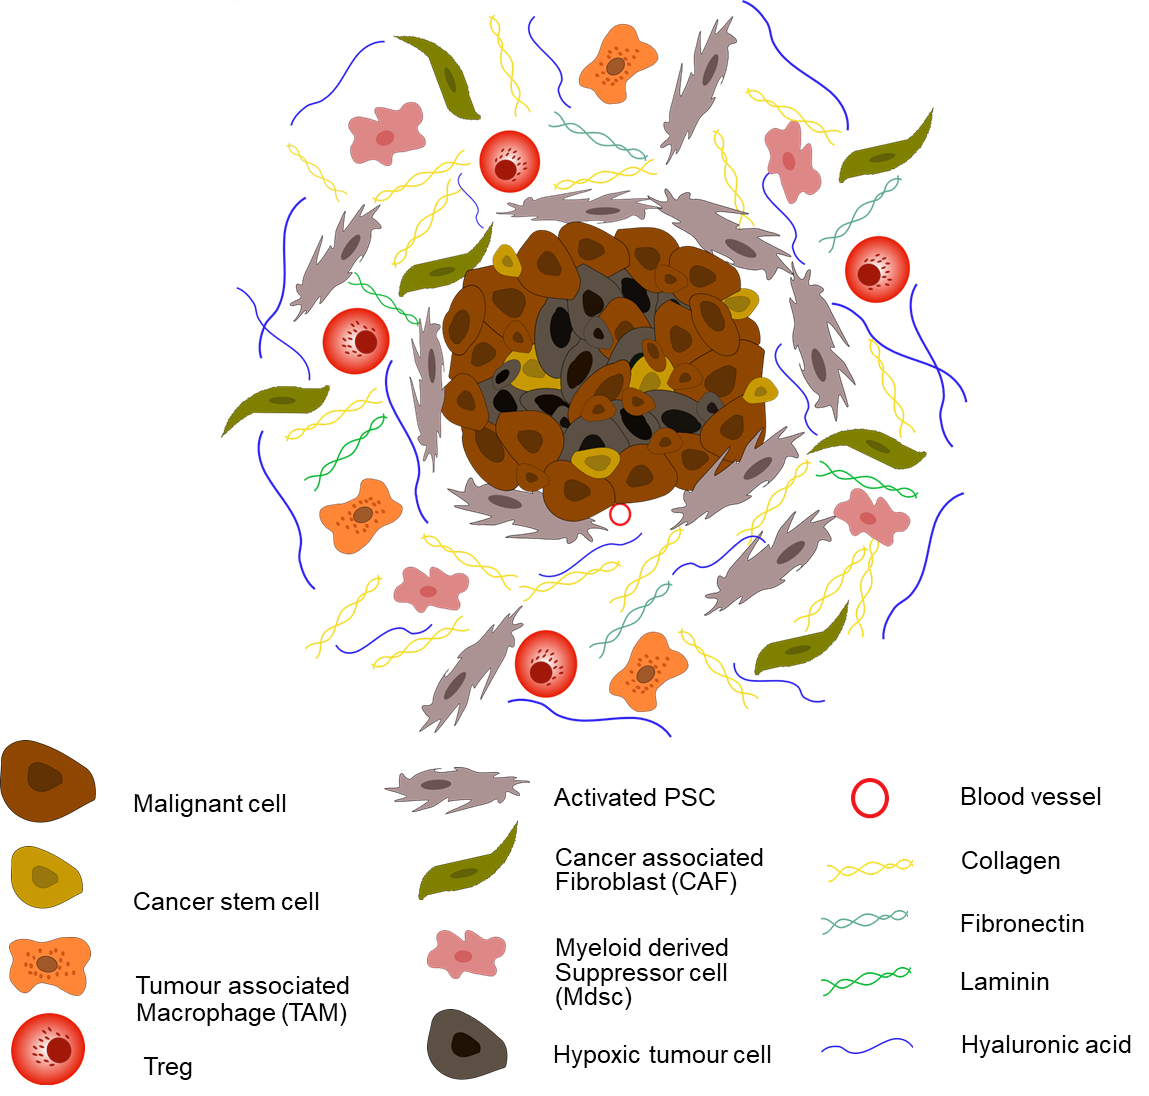 Malignant cell
Cancer stem cell
Tumour associated
Macrophage (TAM)
Treg
Activated PSC
Cancer associated
Fibroblast (CAF)
Myeloid derived
Suppressor cell
(Mdsc)
Hypoxic tumour cell
Blood vessel
Collagen
Fibronectin
Laminin
Hyaluronic acid